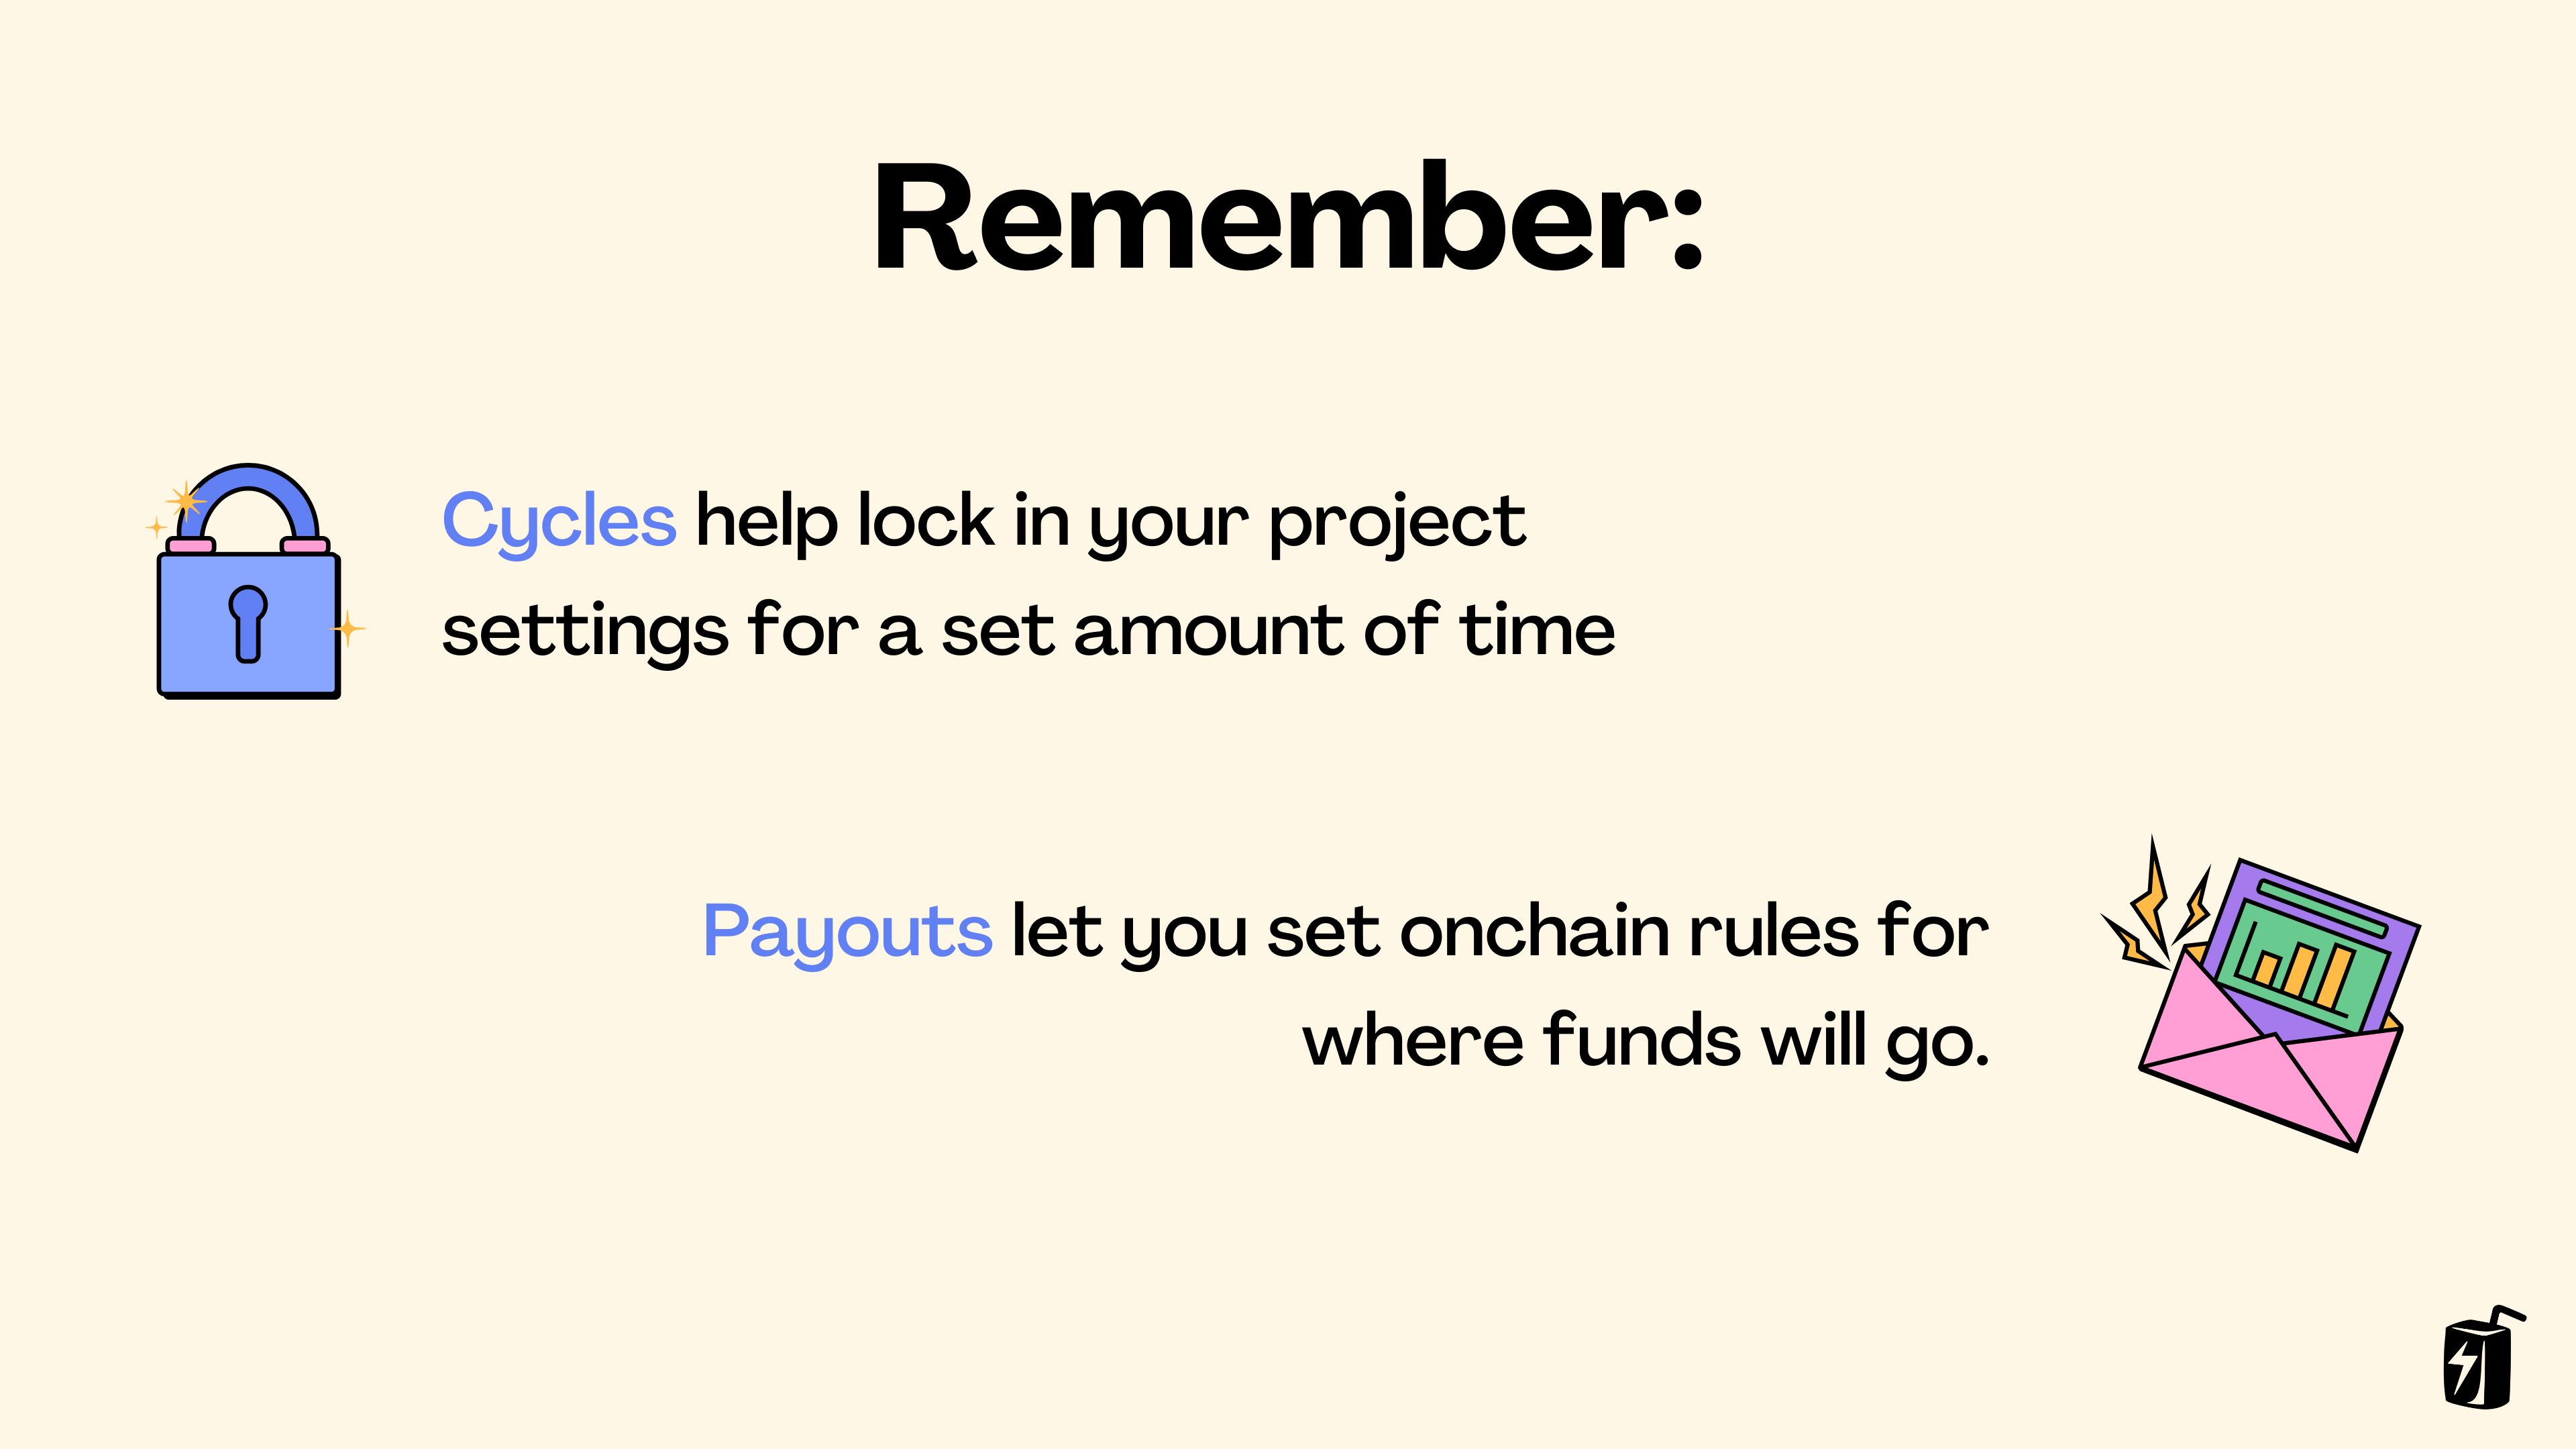 Remember:
Cycles help lock in your project
settings for a set amount of time
Payouts let you set onchain rules for
where funds will go.